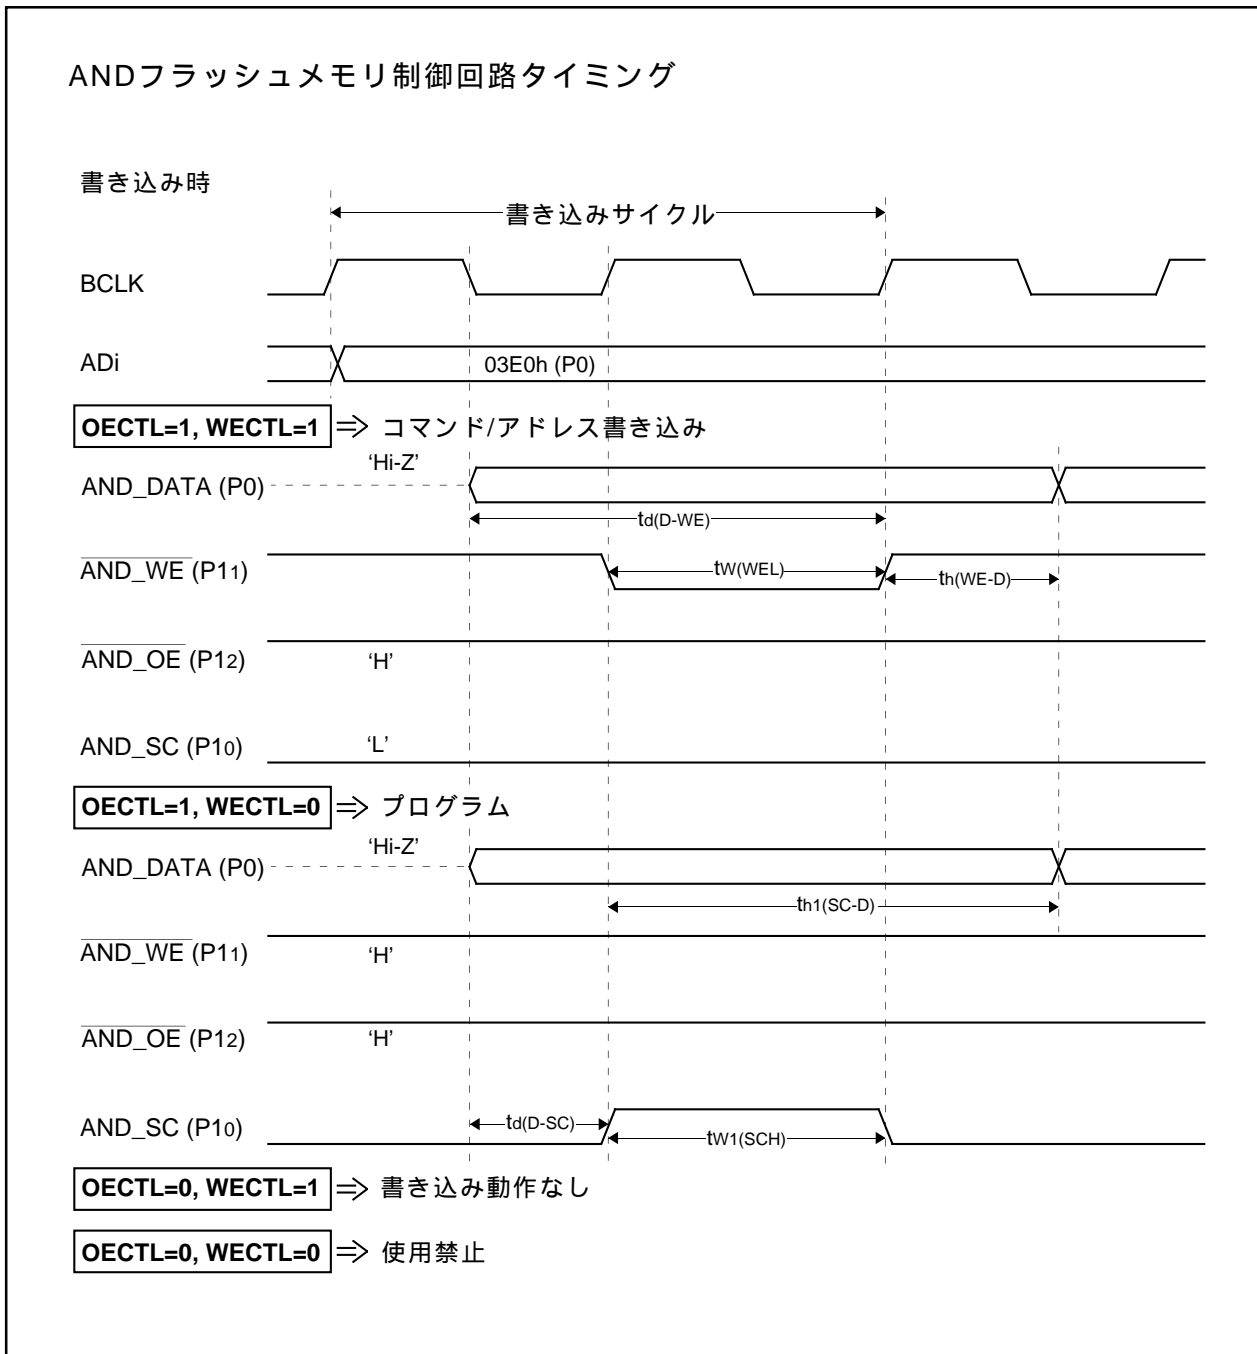 ANDフラッシュメモリ制御回路タイミング
書き込み時
書き込みサイクル
BCLK
ADi
03E0h (P0)
OECTL=1, WECTL=1 ⇒ コマンド/アドレス書き込み
'Hi-Z'
AND_DATA (P0)
td(D-WE)
AND_WE (P11)
tW(WEL)
th(WE-D)
AND_OE (P12)
'H'
AND_SC (P10)
'L'
OECTL=1, WECTL=0 ⇒ プログラム
'Hi-Z'
AND_DATA (P0)
th1(SC-D)
AND_WE (P11)
'H'
AND_OE (P12)
'H'
AND_SC (P10)
td(D-SC)
tW1(SCH)
OECTL=0, WECTL=1 ⇒ 書き込み動作なし
OECTL=0, WECTL=0 ⇒ 使用禁止